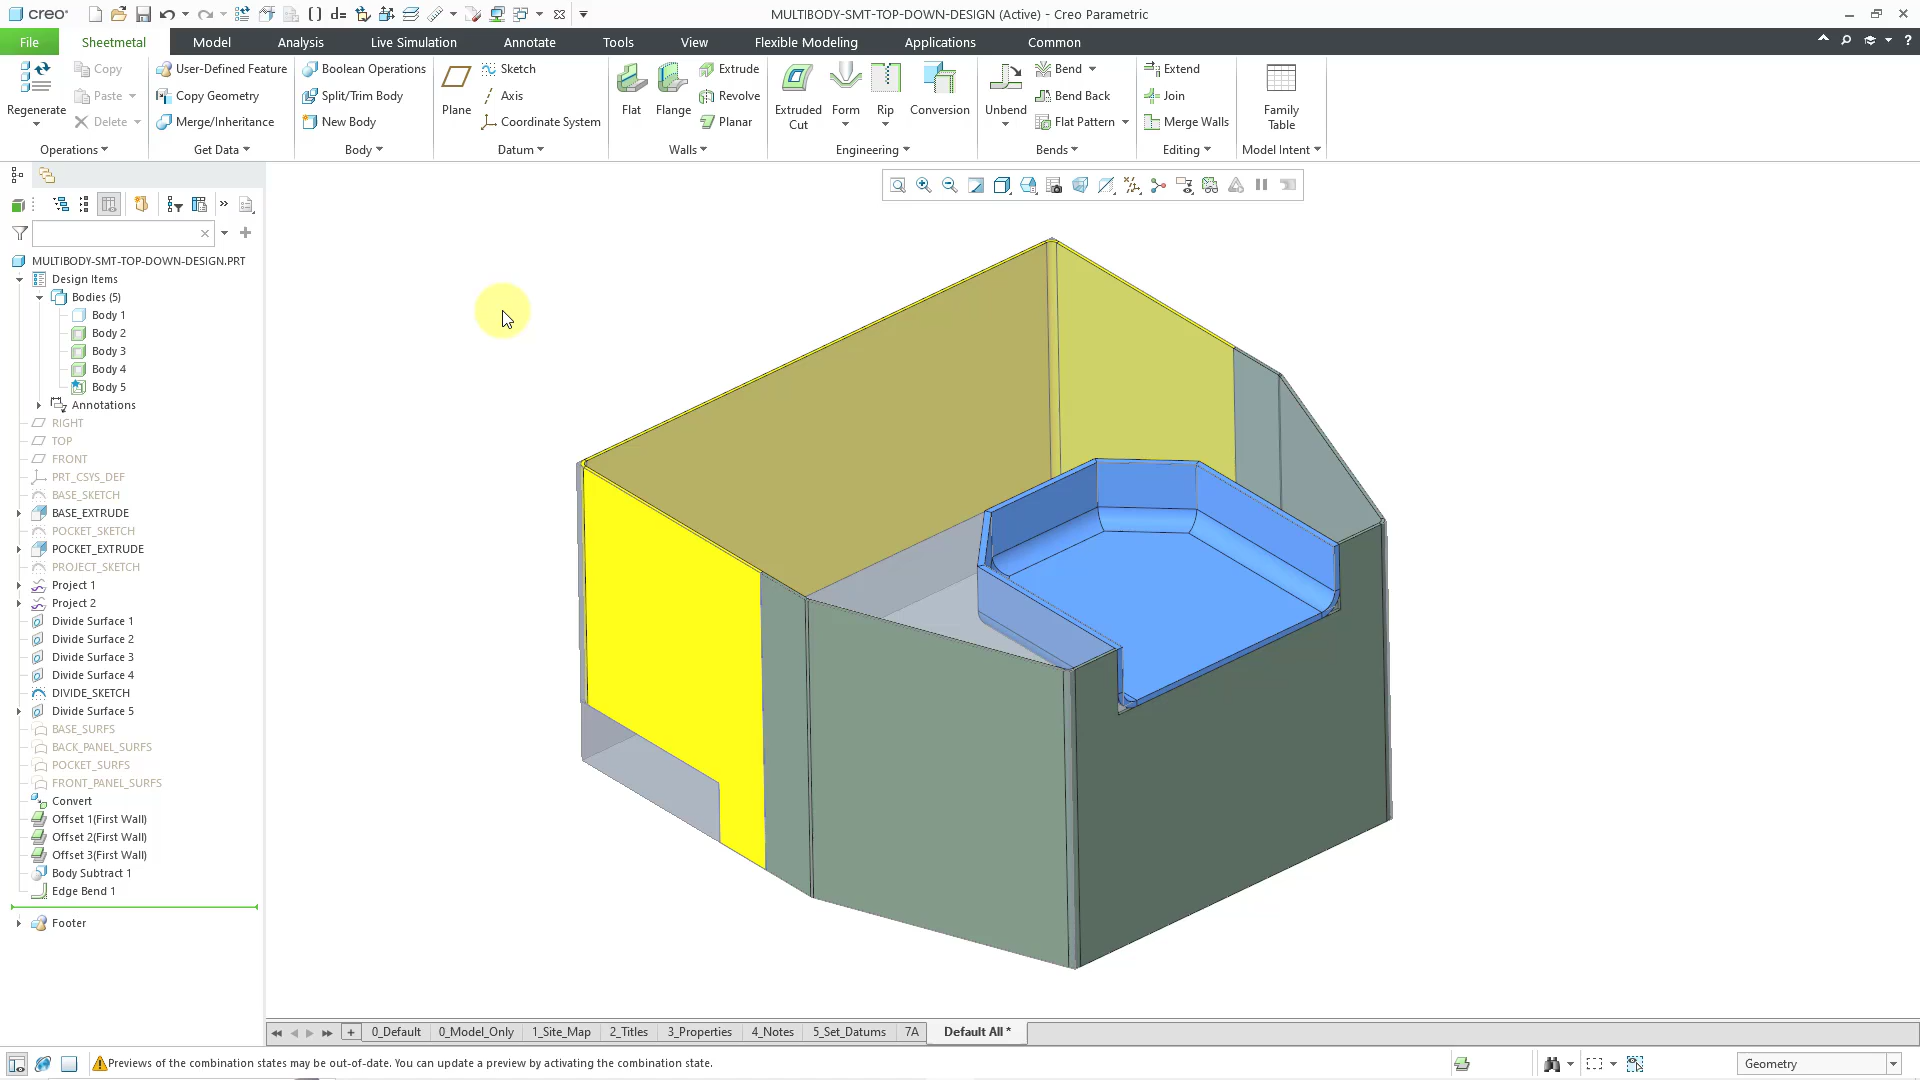 creo
MULTIBODY-SMT-TOP-DOWN-DESIGN (Active) - Creo Parametric
File
Sheetmetal
Model
Analysis
Live Simulation
Annotate
Tools
View
Flexible Modeling
Applications
Common
Regenerate
Copy
Paste
Delete
Operations
User-Defined Feature
Copy Geometry
Merge/Inheritance
Get Data
Boolean Operations
Split/Trim Body
New Body
Body
Plane
Sketch
Axis
Coordinate System
Datum
Flat
Flange
Extrude
Revolve
Planar
Walls
Extruded Cut
Form
Rip
Conversion
Engineering
Unbend
Bend
Bend Back
Flat Pattern
Bends
Extend
Join
Merge Walls
Editing
Family Table
Model Intent
MULTIBODY-SMT-TOP-DOWN-DESIGN.PRT
Design Items
Bodies (5)
Body 1
Body 2
Body 3
Body 4
Body 5
Annotations
RIGHT
TOP
FRONT
PRT_CSYS_DEF
BASE_SKETCH
BASE_EXTRUDE
POCKET_SKETCH
POCKET_EXTRUDE
PROJECT_SKETCH
Project 1
Project 2
Divide Surface 1
Divide Surface 2
Divide Surface 3
Divide Surface 4
DIVIDE_SKETCH
Divide Surface 5
BASE_SURFS
BACK_PANEL_SURFS
POCKET_SURFS
FRONT_PANEL_SURFS
Convert
Offset 1(First Wall)
Offset 2(First Wall)
Offset 3(First Wall)
Body Subtract 1
Edge Bend 1
Footer
0_Default
0_Model_Only
1_Site_Map
2_Titles
3_Properties
4_Notes
5_Set_Datums
7A
Default All *
Previews of the combination states may be out-of-date. You can update a preview by activating the combination state.
Geometry